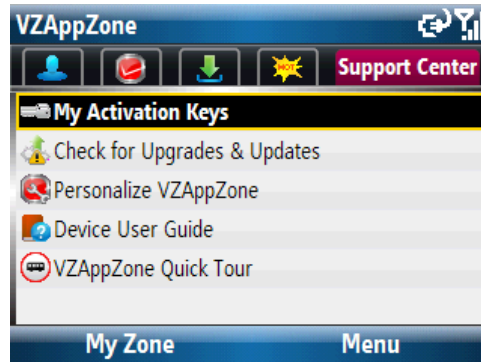 VZAppZone
HOT
Support Center
My Activation Keys
Check for Upgrades & Updates
Personalize VZAppZone
Device User Guide
VZAppZone Quick Tour
My Zone Menu